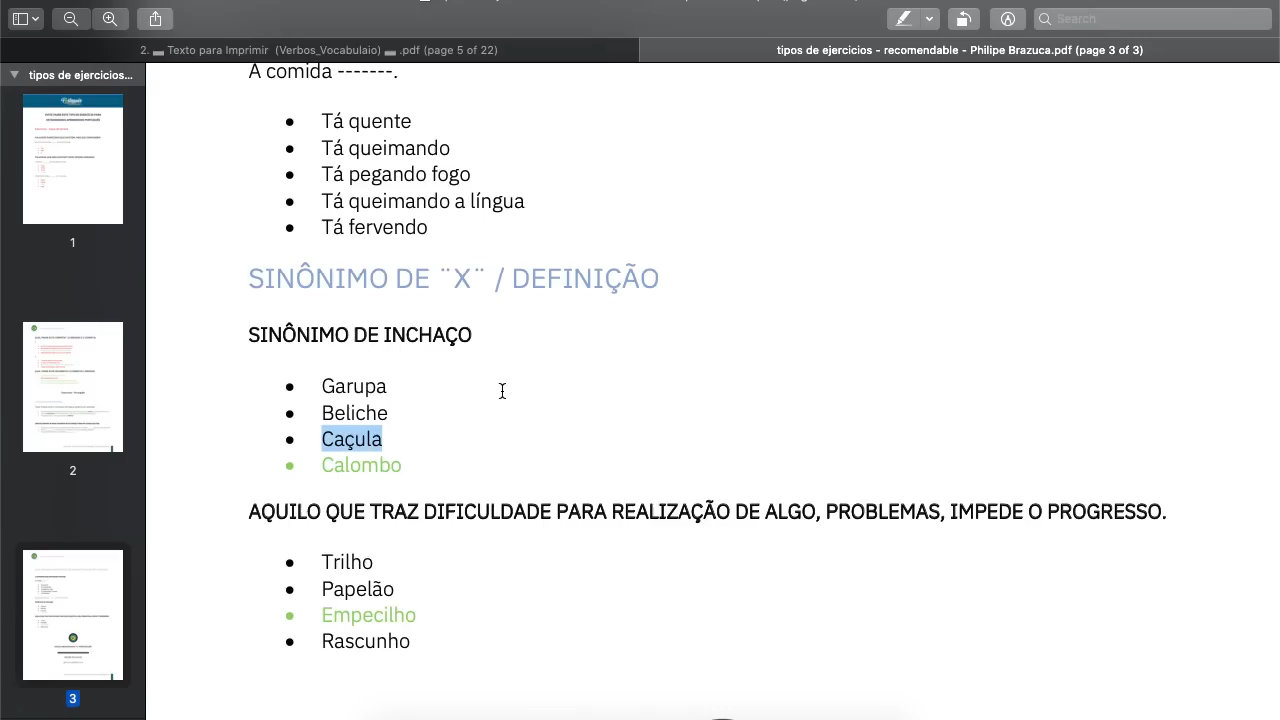 Search
2. Texto para Imprimir (Verbos_Vocabulaio) .pdf (page 5 of 22)
tipos de ejercicios - recomendable - Philipe Brazuca.pdf (page 3 of 3)
tipos de ejercicios...
1
2
3
A comida -------.
• Tá quente
• Tá queimando
• Tá pegando fogo
• Tá queimando a língua
• Tá fervendo
SINÔNIMO DE ¨X¨ / DEFINIÇÃO
SINÔNIMO DE INCHAÇO
• Garupa
• Beliche
• Caçula
• Calombo
AQUILO QUE TRAZ DIFICULDADE PARA REALIZAÇÃO DE ALGO, PROBLEMAS, IMPEDE O PROGRESSO.
• Trilho
• Papelão
• Empecilho
• Rascunho